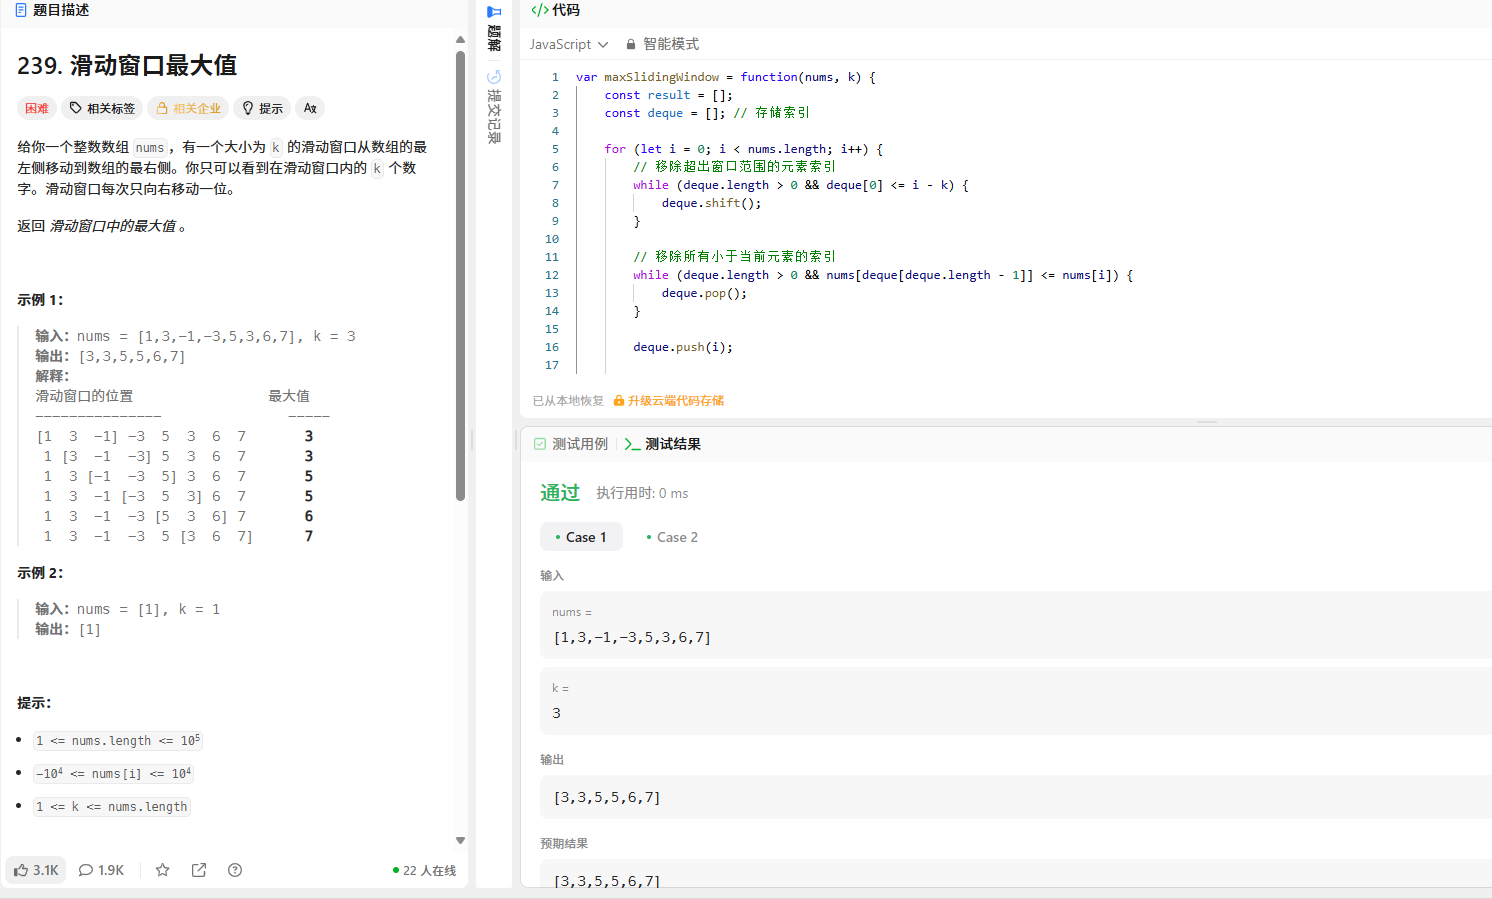 题目描述
239. 滑动窗口最大值
困难 相关标签 相关企业 提示 Aあ
给你一个整数数组 nums，有一个大小为 k 的滑动窗口从数组的最
左侧移动到数组的最右侧。你只可以看到在滑动窗口内的 k 个数
字。滑动窗口每次只向右移动一位。
返回 滑动窗口中的最大值 。
示例 1：
输入：nums = [1,3,-1,-3,5,3,6,7], k = 3
输出：[3,3,5,5,6,7]
解释：
滑动窗口的位置 最大值
--------------- -----
[1 3 -1] -3 5 3 6 7 3
1 [3 -1 -3] 5 3 6 7 3
1 3 [-1 -3 5] 3 6 7 5
1 3 -1 [-3 5 3] 6 7 5
1 3 -1 -3 [5 3 6] 7 6
1 3 -1 -3 5 [3 6 7] 7
示例 2：
输入：nums = [1], k = 1
输出：[1]
提示：
1 <= nums.length <= 10⁵
-10⁴ <= nums[i] <= 10⁴
1 <= k <= nums.length
3.1K 1.9K 22 人在线
题解
提交记录
</> 代码
JavaScript 智能模式
1 var maxSlidingWindow = function(nums, k) {
2 const result = [];
3 const deque = []; // 存储索引
4
5 for (let i = 0; i < nums.length; i++) {
6 // 移除超出窗口范围的元素索引
7 while (deque.length > 0 && deque[0] <= i - k) {
8 deque.shift();
9 }
10
11 // 移除所有小于当前元素的索引
12 while (deque.length > 0 && nums[deque[deque.length - 1]] <= nums[i]) {
13 deque.pop();
14 }
15
16 deque.push(i);
17
已从本地恢复 升级云端代码存储
测试用例 >_ 测试结果
通过 执行用时: 0 ms
Case 1 Case 2
输入
nums =
[1,3,-1,-3,5,3,6,7]
k =
3
输出
[3,3,5,5,6,7]
预期结果
[3,3,5,5,6,7]